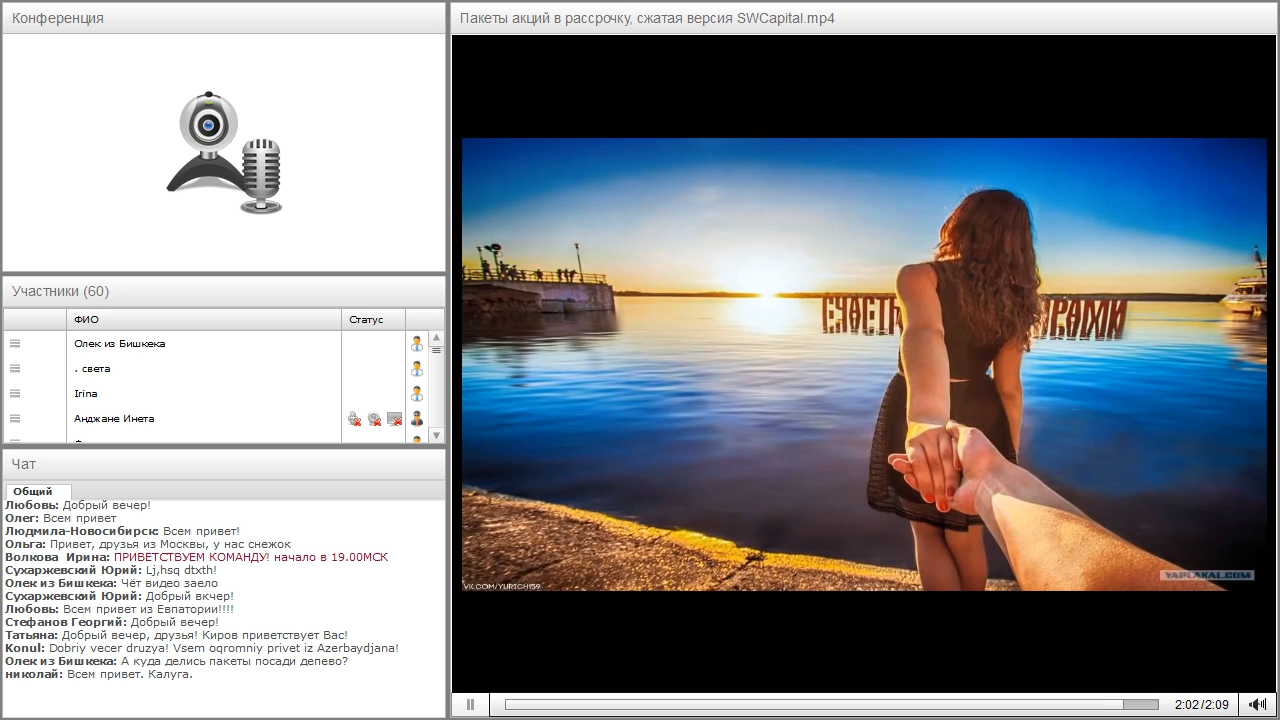 Конференция
Пакеты акций в рассрочку, сжатая версия SWCapital.mp4
СЧАСТЬ РАМИ
VK.COM/YURICH159
YAPLAKAL.COM
2:02/2:09
Участники (60)
ФИО Статус
Олек из Бишкека
. света
Irina
Анджане Инета
Чат
Общий
Любовь: Добрый вечер!
Олег: Всем привет
Людмила-Новосибирск: Всем привет!
Ольга: Привет, друзья из Москвы, у нас снежок
Волкова Ирина: ПРИВЕТСТВУЕМ КОМАНДУ! начало в 19.00МСК
Сухаржевский Юрий: Lj,hsq dtxth!
Олек из Бишкека: Чёт видео заело
Сухаржевский Юрий: Добрый вкчер!
Любовь: Всем привет из Евпатории!!!!
Стефанов Георгий: Добрый вечер!
Татьяна: Добрый вечер, друзья! Киров приветствует Вас!
Konul: Dobriy vecer druzya! Vsem oqromniy privet iz Azerbaydjana!
Олек из Бишкека: А куда делись пакеты посади депево?
николай: Всем привет. Калуга.